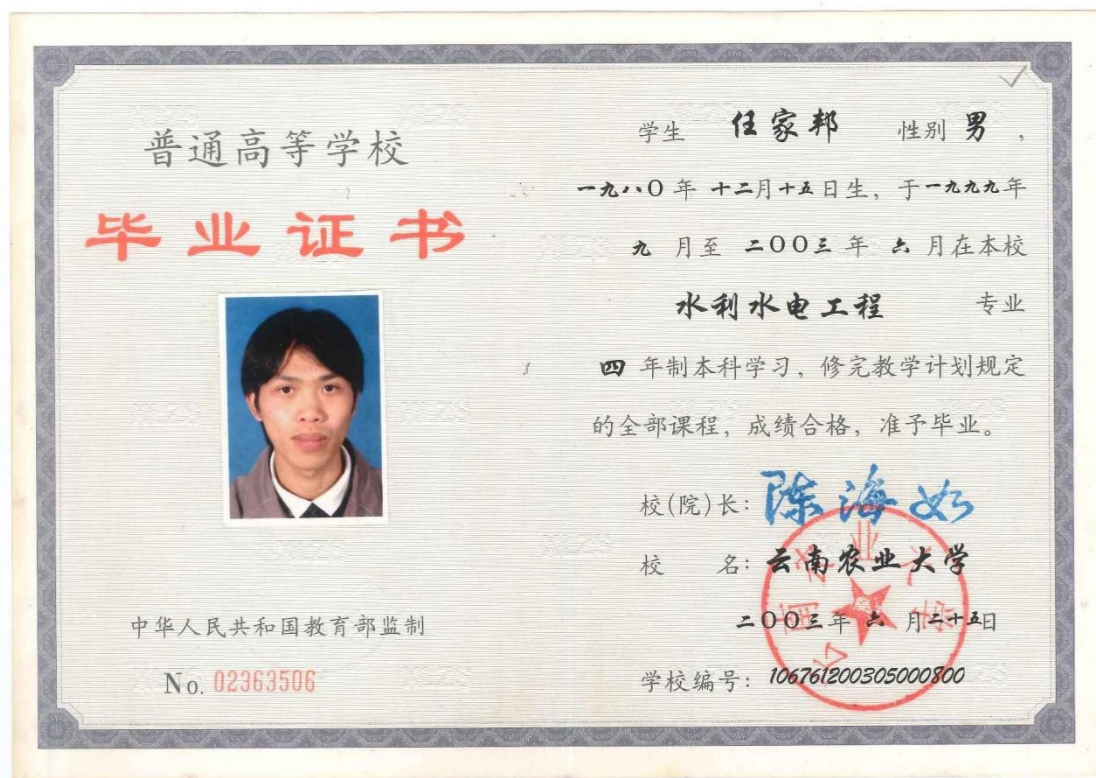 普通高等学校
毕业证书
中华人民共和国教育部监制
No. 02363506
学生 任家邦 性别 男，
一九八〇年 十二月十五日生，于一九九九年
九 月至 二〇〇三 年 六 月在本校
水利水电工程 专业
四 年制本科学习，修完教学计划规定
的全部课程，成绩合格，准予毕业。
校(院)长：陈海如
校 名：云南农业大学
二〇〇三年 六 月二十五日
学校编号：106761200305000800
云南农业大学